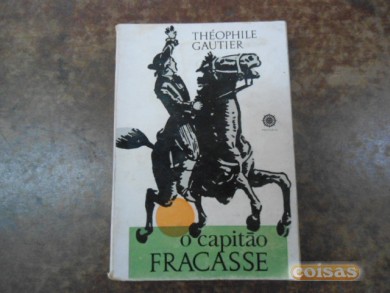 THÉOPHILE
GAUTIER
o capitão
FRACASSE
coisas